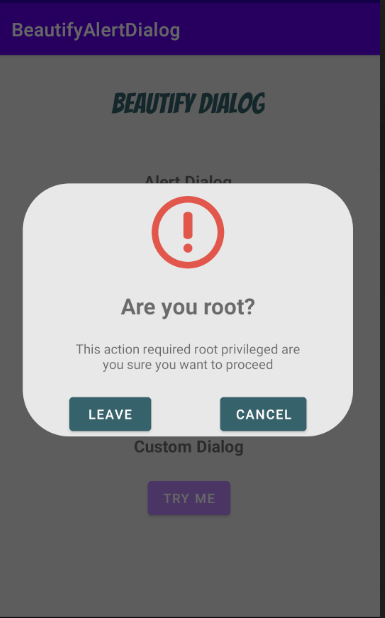 BeautifyAlertDialog
BEAUTIFY DIALOG
Alert Dialog
Are you root?
This action required root privileged are
you sure you want to proceed
LEAVE
CANCEL
Custom Dialog
TRY ME